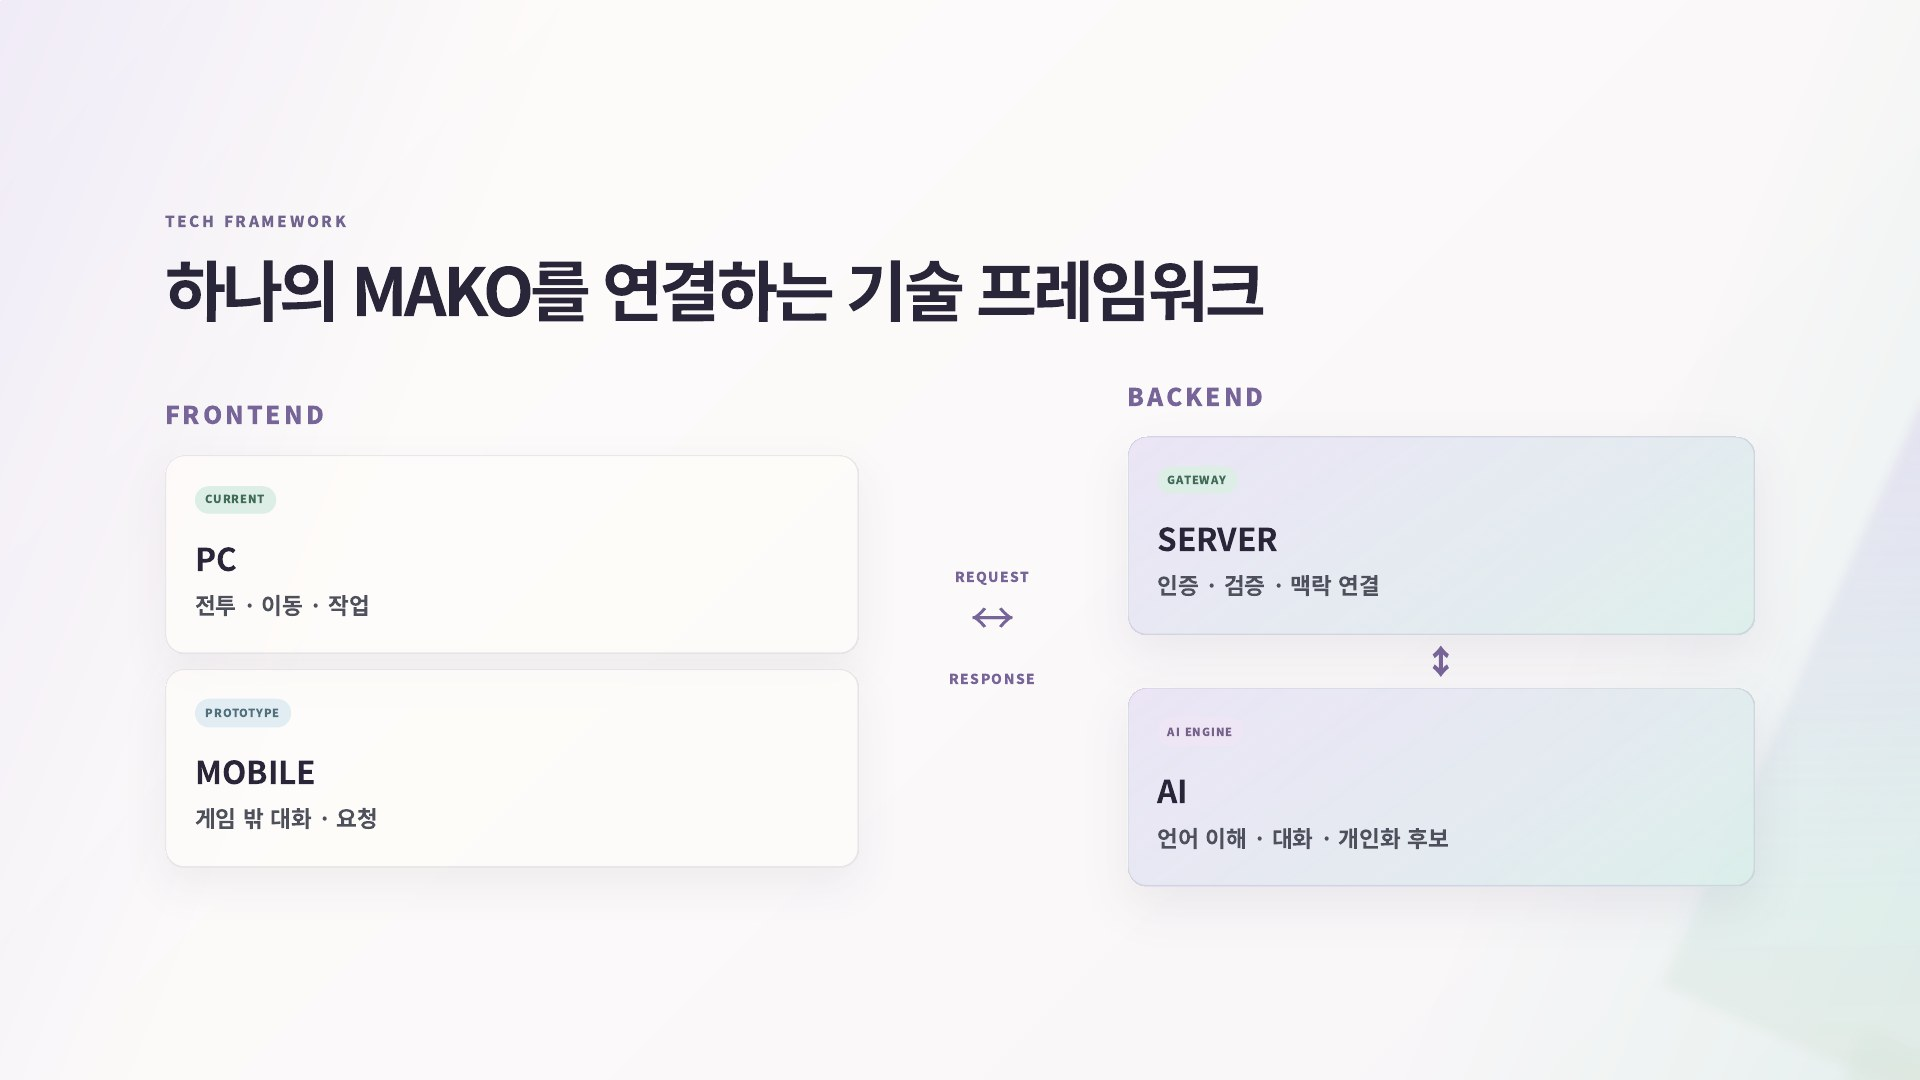 TECH FRAMEWORK
하나의 MAKO를 연결하는 기술 프레임워크
FRONTEND
CURRENT
PC
전투 · 이동 · 작업
PROTOTYPE
MOBILE
게임 밖 대화 · 요청
REQUEST
↔
RESPONSE
BACKEND
GATEWAY
SERVER
인증 · 검증 · 맥락 연결
↕
AI ENGINE
AI
언어 이해 · 대화 · 개인화 후보